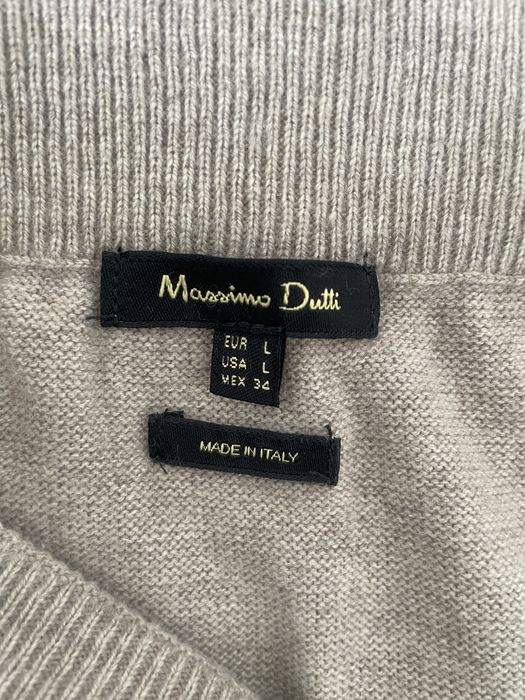 Massimo Dutti
EUR L
USA L
MEX 34
MADE IN ITALY